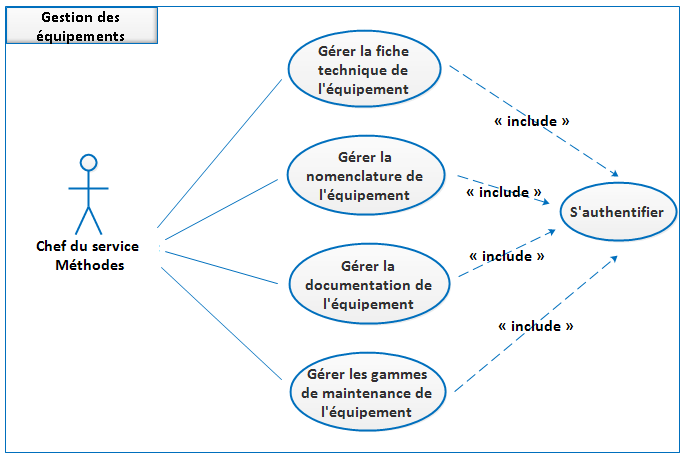 Gestion des
équipements
Gérer la fiche
technique de
l'équipement
« include »
Gérer la
nomenclature de
l'équipement
« include »
S'authentifier
Chef du service
Méthodes
Gérer la
documentation de
l'équipement
« include »
« include »
Gérer les gammes
de maintenance de
l'équipement